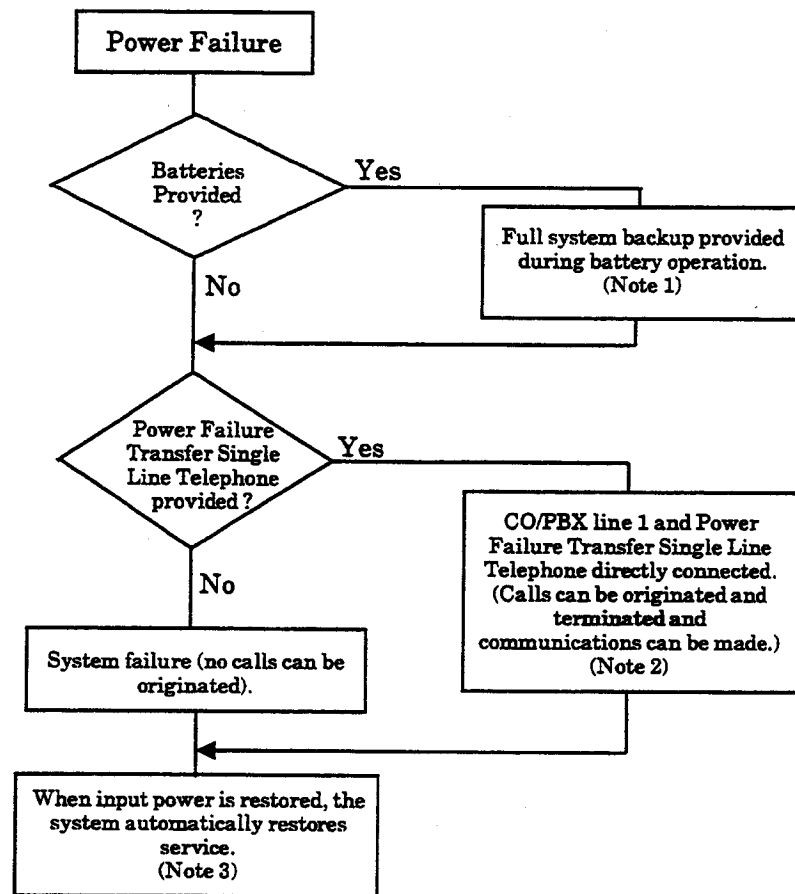 Power Failure
Batteries
Provided
?
Yes
Full system backup provided
during battery operation.
(Note 1)
No
Power Failure
Transfer Single
Line Telephone
provided ?
Yes
CO/PBX line 1 and Power
Failure Transfer Single Line
Telephone directly connected.
(Calls can be originated and
terminated and
communications can be made.)
(Note 2)
No
System failure (no calls can be
originated).
When input power is restored, the
system automatically restores
service.
(Note 3)